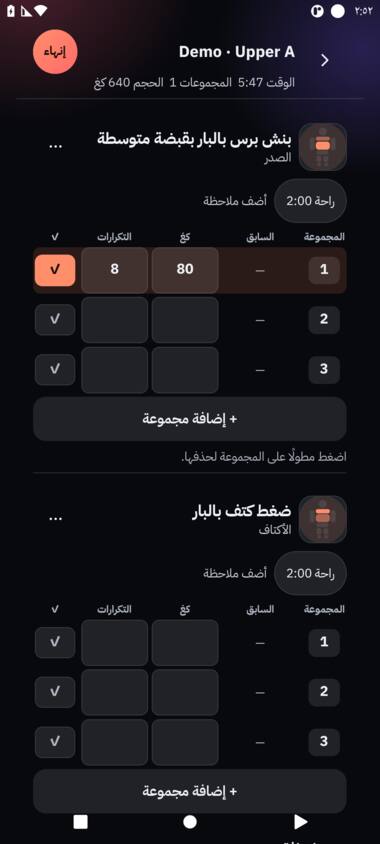 ٢:٥٢
Demo · Upper A
إنهاء
الوقت 5:47 المجموعات 1 الحجم 640 كغ
بنش برس بالبار بقبضة متوسطة
الصدر
...
راحة 2:00
أضف ملاحظة
المجموعة السابق كغ التكرارات √
1 — 80 8 √
2 — √
3 — √
+ إضافة مجموعة
اضغط مطولًا على المجموعة لحذفها.
ضغط كتف بالبار
الأكتاف
...
راحة 2:00
أضف ملاحظة
المجموعة السابق كغ التكرارات √
1 — √
2 — √
3 — √
+ إضافة مجموعة